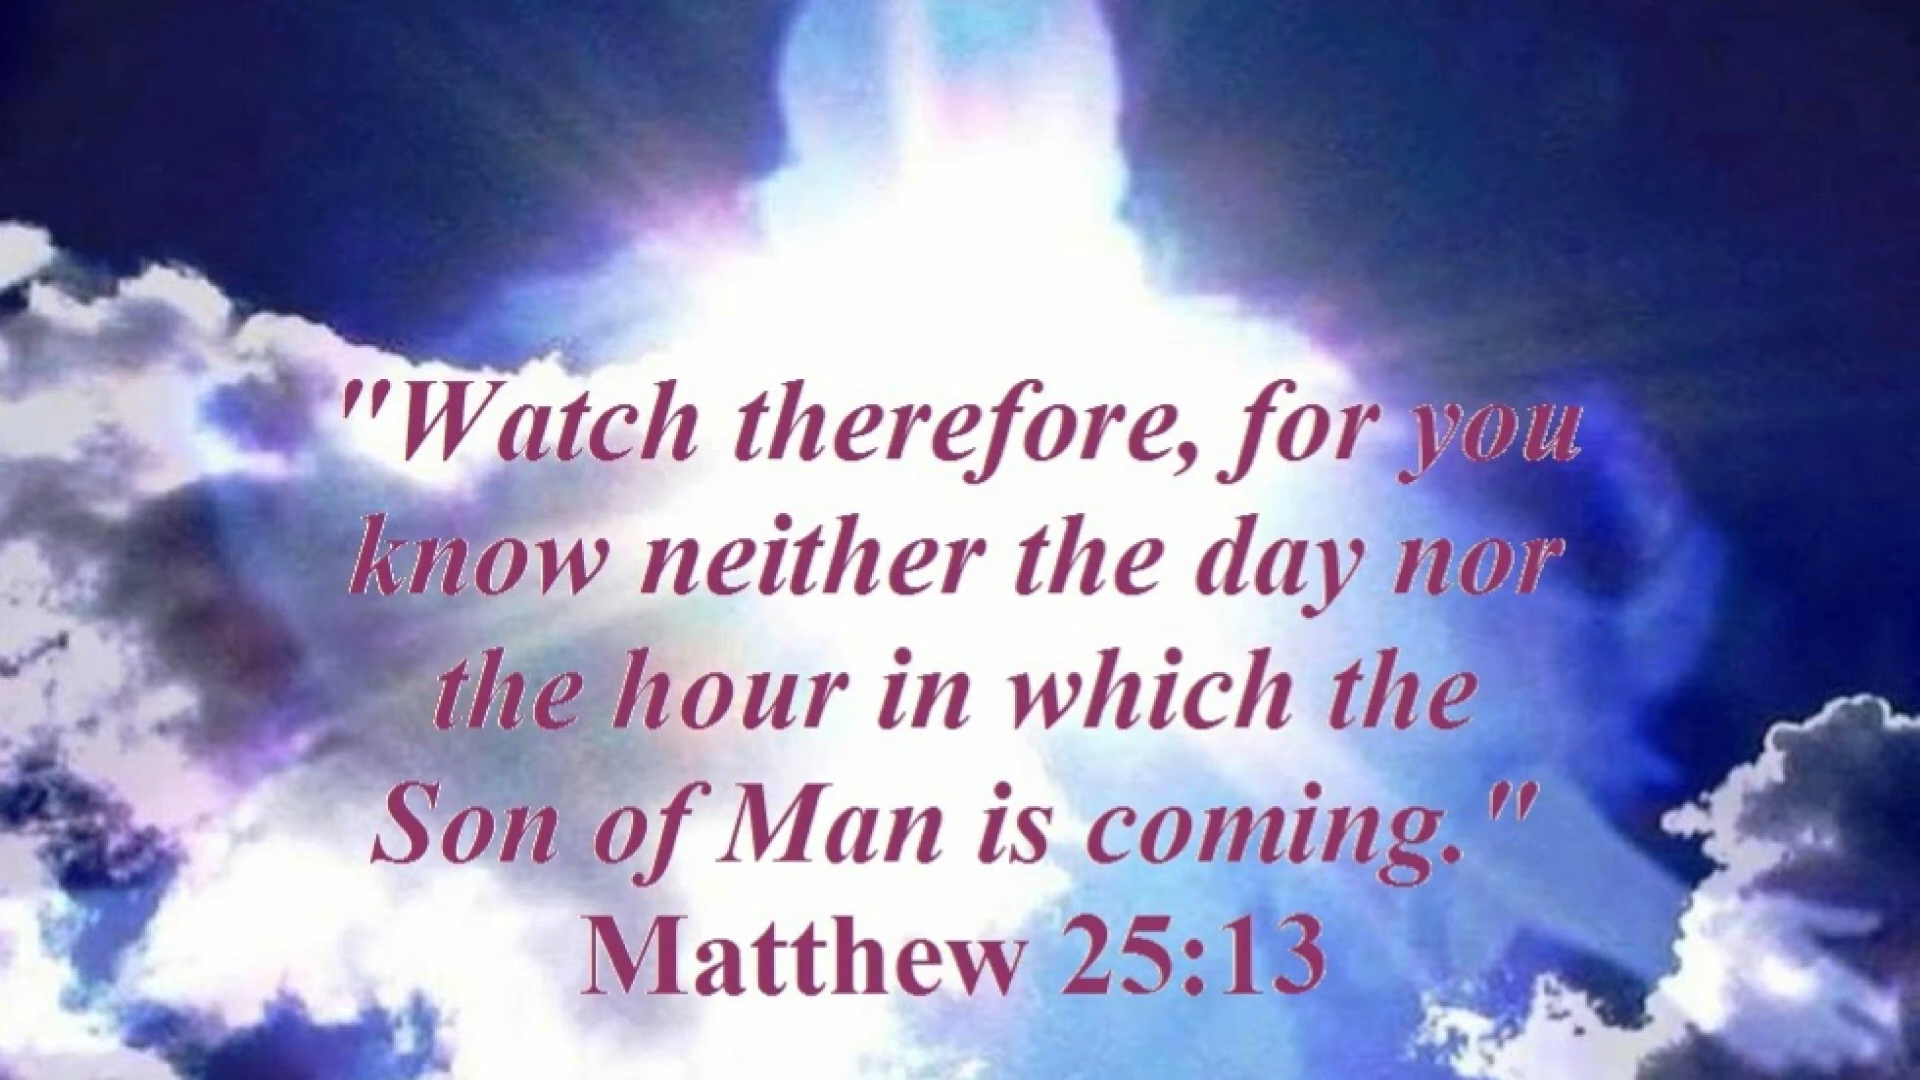 "Watch therefore, for you
know neither the day nor
the hour in which the
Son of Man is coming."
Matthew 25:13